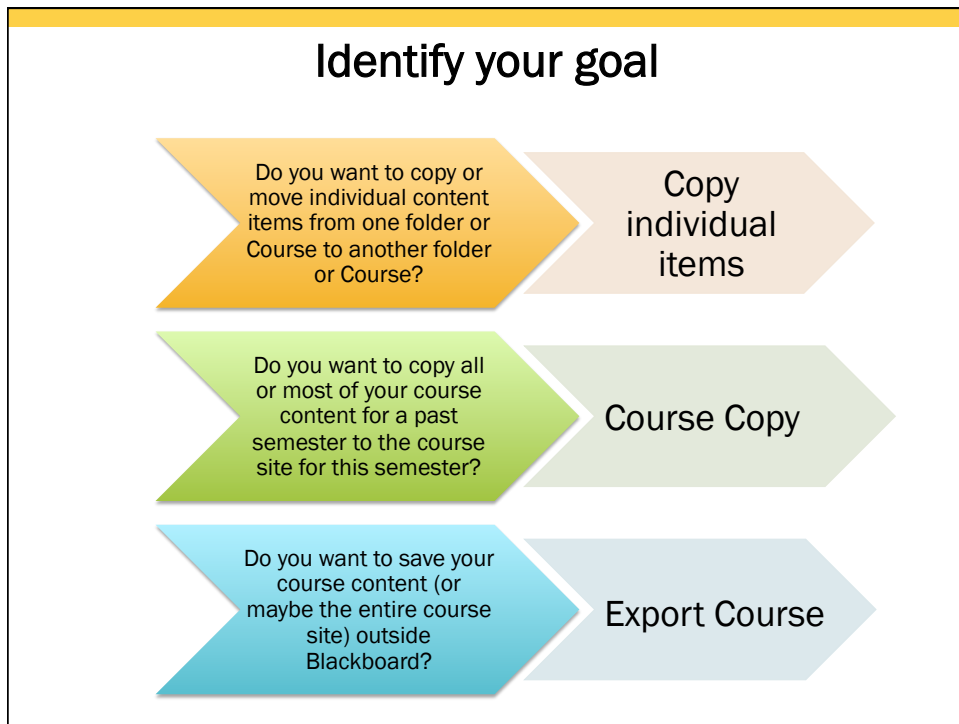 Identify your goal
Do you want to copy or
move individual content
items from one folder or
Course to another folder
or Course?
Copy
individual
items
Do you want to copy all
or most of your course
content for a past
semester to the course
site for this semester?
Course Copy
Do you want to save your
course content (or
maybe the entire course
site) outside
Blackboard?
Export Course